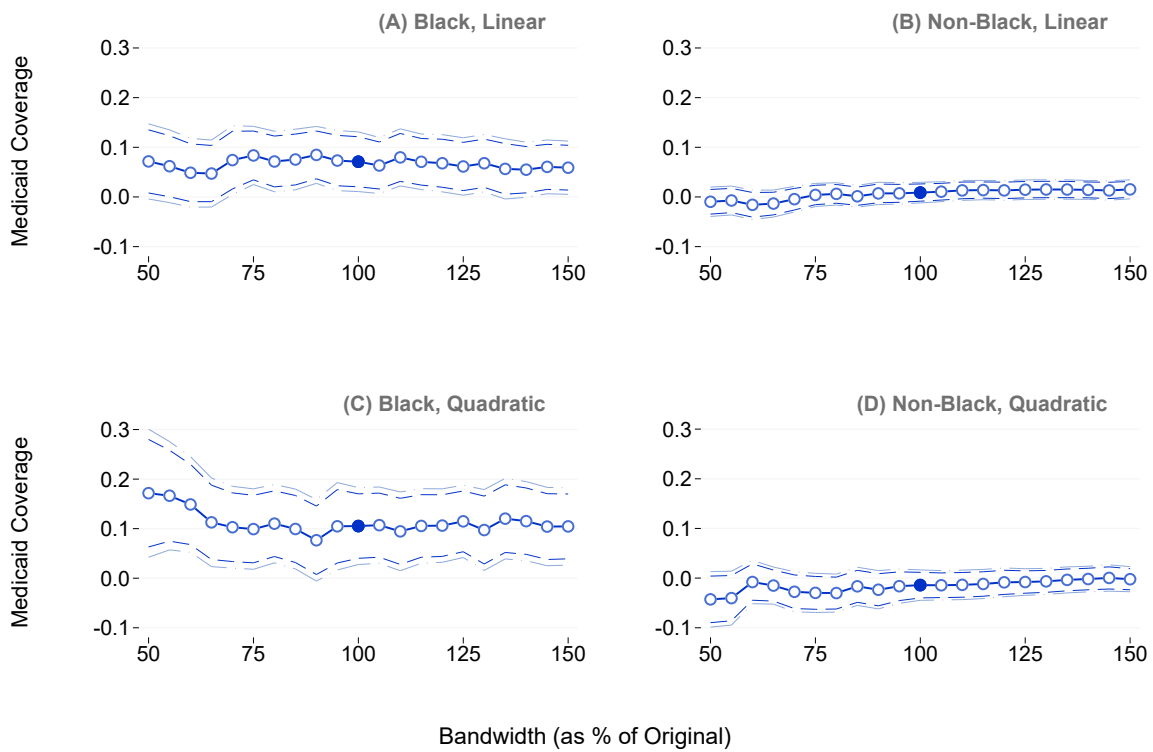 (A) Black, Linear
(B) Non-Black, Linear
Medicaid Coverage
0.3
0.2
0.1
0.0
-0.1
50 75 100 125 150
0.3
0.2
0.1
0.0
-0.1
50 75 100 125 150
(C) Black, Quadratic
(D) Non-Black, Quadratic
Medicaid Coverage
0.3
0.2
0.1
0.0
-0.1
50 75 100 125 150
0.3
0.2
0.1
0.0
-0.1
50 75 100 125 150
Bandwidth (as % of Original)